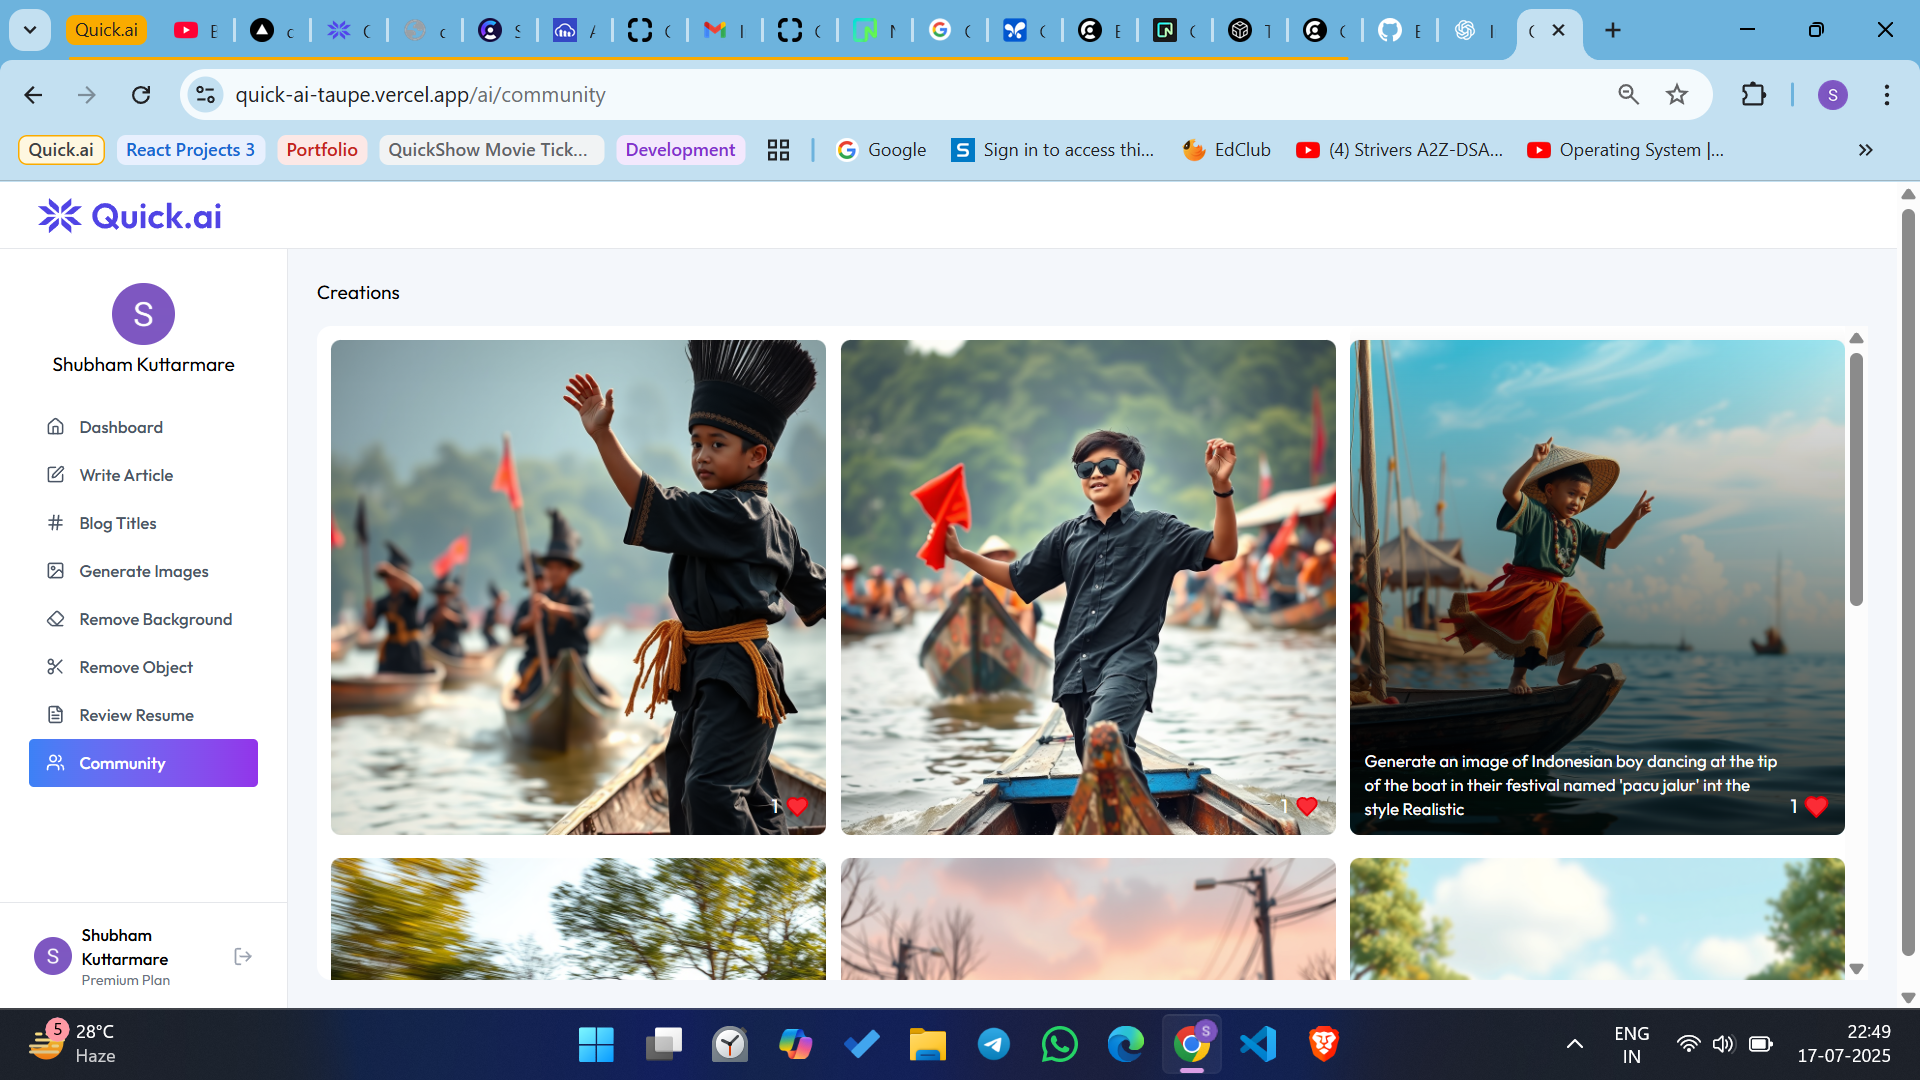 Quick.ai
quick-ai-taupe.vercel.app/ai/community
S
Quick.ai
React Projects 3
Portfolio
QuickShow Movie Tick...
Development
Google
Sign in to access thi...
EdClub
(4) Strivers A2Z-DSA...
Operating System |...
Quick.ai
S
Shubham Kuttarmare
Dashboard
Write Article
Blog Titles
Generate Images
Remove Background
Remove Object
Review Resume
Community
S
Shubham
Kuttarmare
Premium Plan
Creations
1
1
Generate an image of Indonesian boy dancing at the tip
of the boat in their festival named 'pacu jalur' int the
style Realistic
1
5
28°C
Haze
S
ENG
IN
22:49
17-07-2025